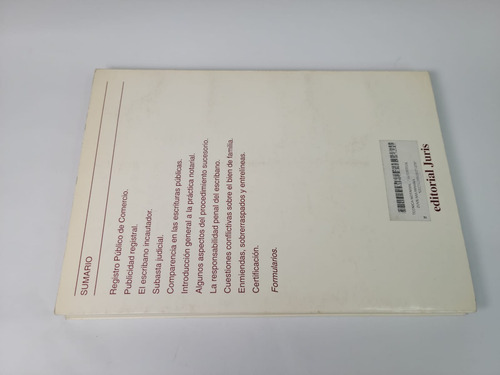 SUMARIO
Registro Público de Comercio.
Publicidad registral.
El escribano incautador.
Subasta judicial.
Comparencia en las escrituras públicas.
Introducción general a la práctica notarial.
Algunos aspectos del procedimiento sucesorio.
La responsabilidad penal del escribano.
Cuestiones conflictivas sobre el bien de familia.
Enmiendas, sobrerraspados y entrelíneas.
Certificación.
Formularios.
editorial Juris